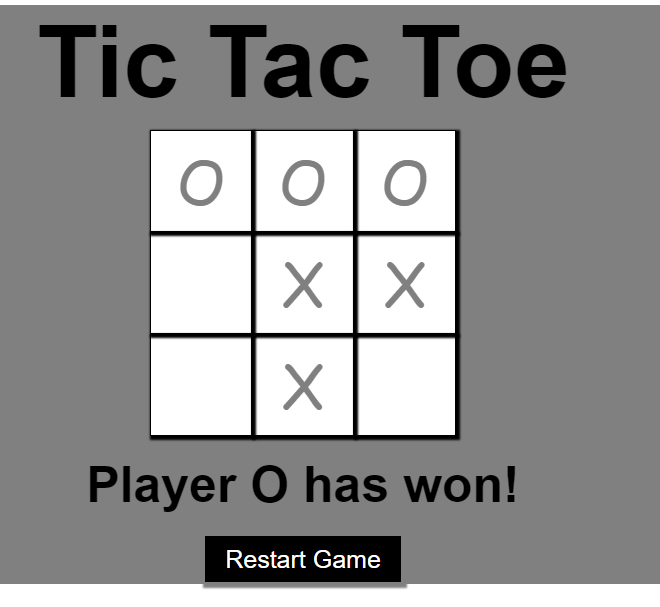 Tic Tac Toe
O O O
X X
X
Player O has won!
Restart Game